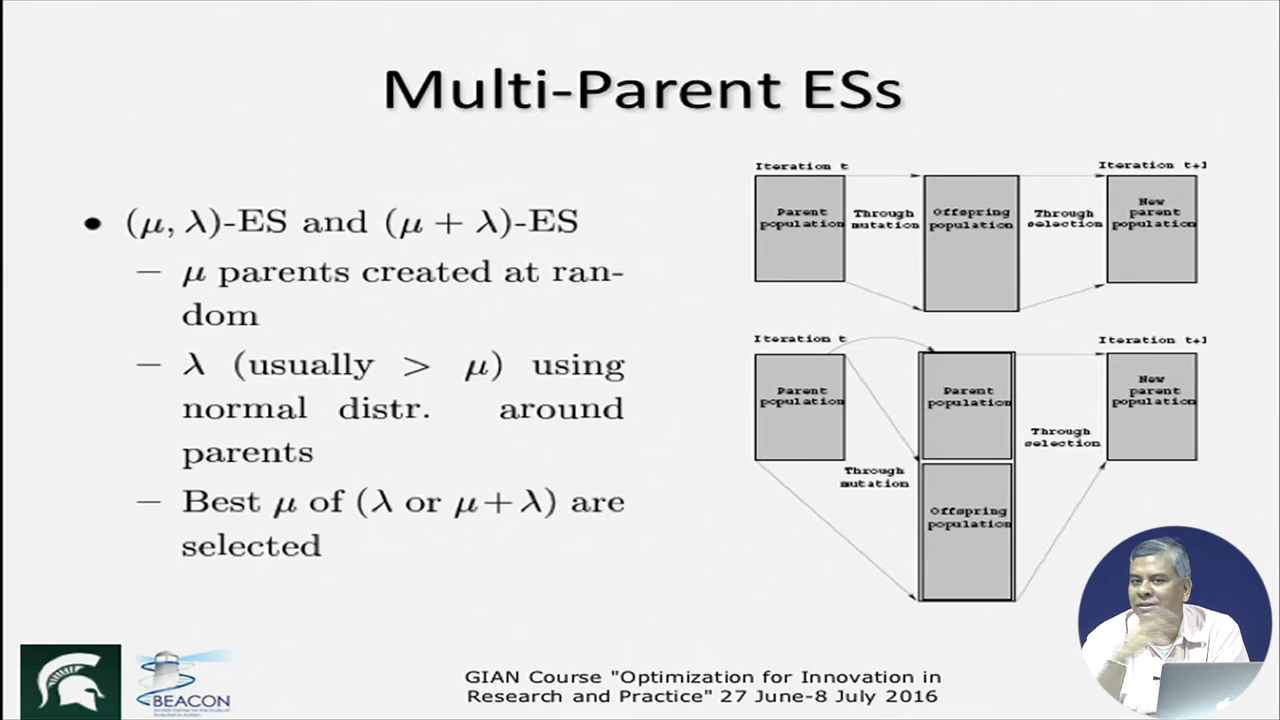 Multi-Parent ESs
• (μ, λ)-ES and (μ + λ)-ES
– μ parents created at ran-
dom
– λ (usually > μ) using
normal distr. around
parents
– Best μ of (λ or μ+λ) are
selected
Iteration t
Iteration t+1
Parent
population
Through
mutation
Offspring
population
Through
selection
New
parent
population
Iteration t
Iteration t+1
Parent
population
Through
mutation
Parent
population
Offspring
population
Through
selection
New
parent
population
BEACON
GIAN Course "Optimization for Innovation in
Research and Practice" 27 June-8 July 2016